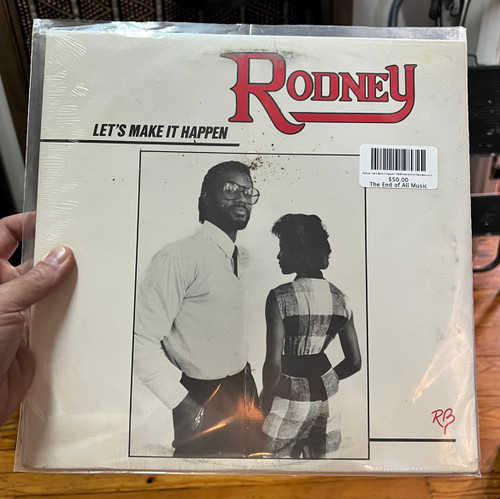 RODNEY
LET'S MAKE IT HAPPEN
$50.00
The End of All Music
RB